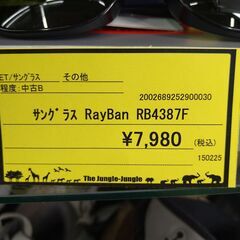 ET/サングラス その他
程度:中古B
2002689252900030
ｻﾝｸﾞﾗｽ RayBan RB4387F
¥7,980 (税込)
150225
The Jungle-Jungle